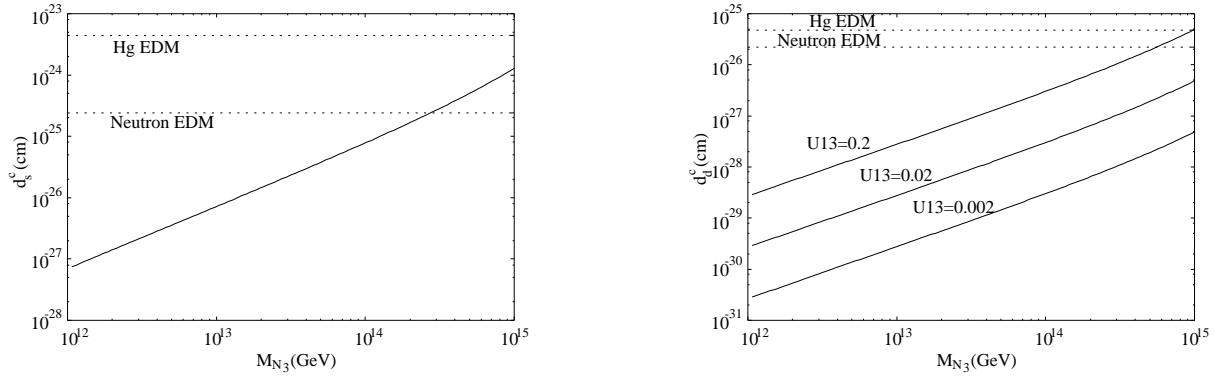 10^-23
Hg EDM
10^-24
Neutron EDM
10^-25
10^-26
10^-27
10^-28
d_s^c (cm)
10^12
10^13
10^14
10^15
M_N_3 (GeV)
10^-25
Hg EDM
Neutron EDM
10^-26
10^-27
U13=0.2
10^-28
U13=0.02
10^-29
U13=0.002
10^-30
10^-31
d_d^c (cm)
10^12
10^13
10^14
10^15
M_N_3 (GeV)